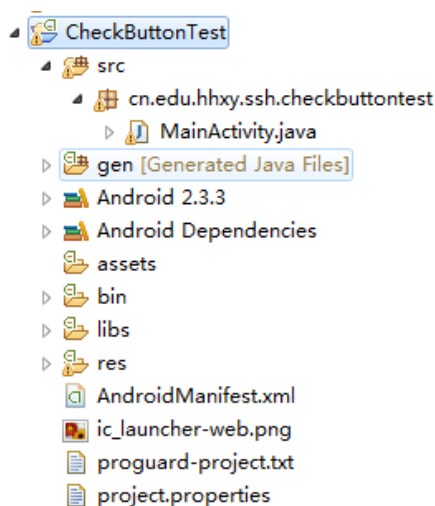 CheckButtonTest
src
cn.edu.hhxy.ssh.checkbuttontest
MainActivity.java
gen [Generated Java Files]
Android 2.3.3
Android Dependencies
assets
bin
libs
res
AndroidManifest.xml
ic_launcher-web.png
proguard-project.txt
project.properties